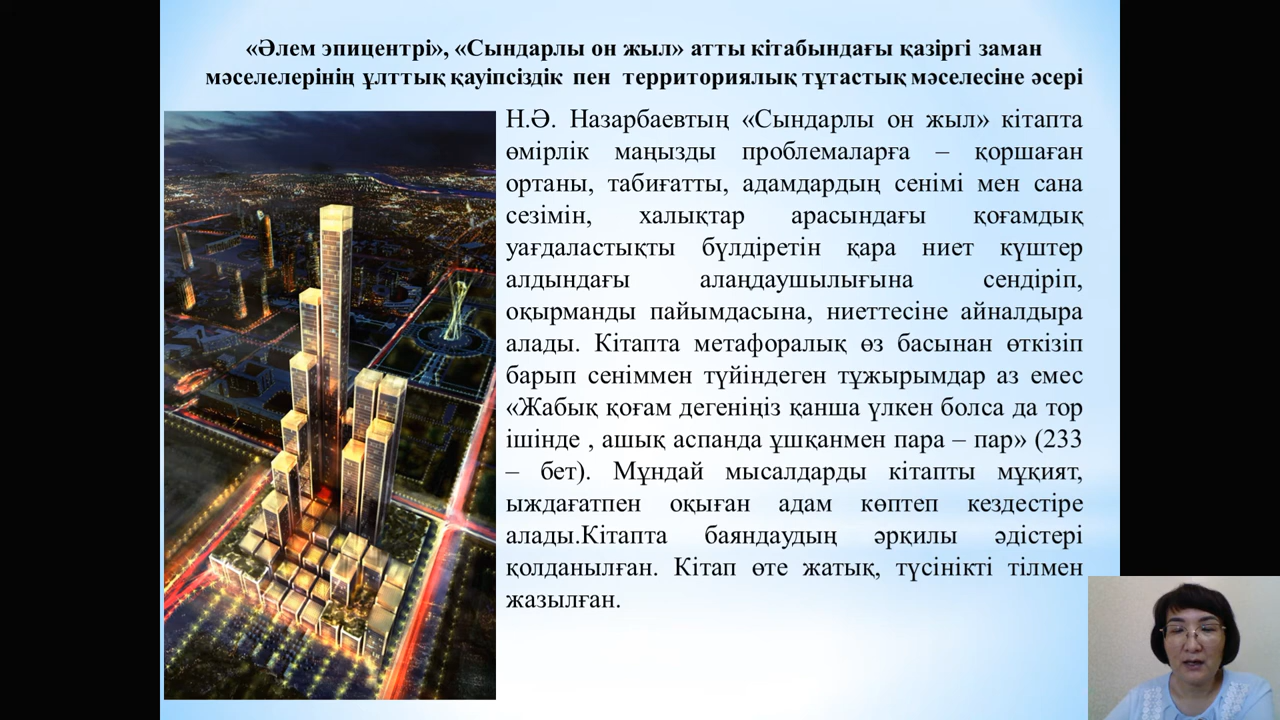 «Әлем эпицентрі», «Сындарлы он жыл» атты кітабындағы қазіргі заман
мәселелерінің ұлттық қауіпсіздік пен территориялық тұтастық мәселесіне әсері
Н.Ә. Назарбаевтың «Сындарлы он жыл» кітапта
өмірлік маңызды проблемаларға – қоршаған
ортаны, табиғатты, адамдардың сенімі мен сана
сезімін, халықтар арасындағы қоғамдық
уағдаластықты бүлдіретін қара ниет күштер
алдындағы алаңдаушылығына сендіріп,
оқырманды пайымдасына, ниеттесіне айналдыра
алады. Кітапта метафоралық өз басынан өткізіп
барып сеніммен түйіндеген тұжырымдар аз емес
«Жабық қоғам дегеніңіз қанша үлкен болса да тор
ішінде , ашық аспанда ұшқанмен пара – пар» (233
– бет). Мұндай мысалдарды кітапты мұқият,
ыждағатпен оқыған адам көптеп кездестіре
алады.Кітапта баяндаудың әрқилы әдістері
қолданылған. Кітап өте жатық, түсінікті тілмен
жазылған.